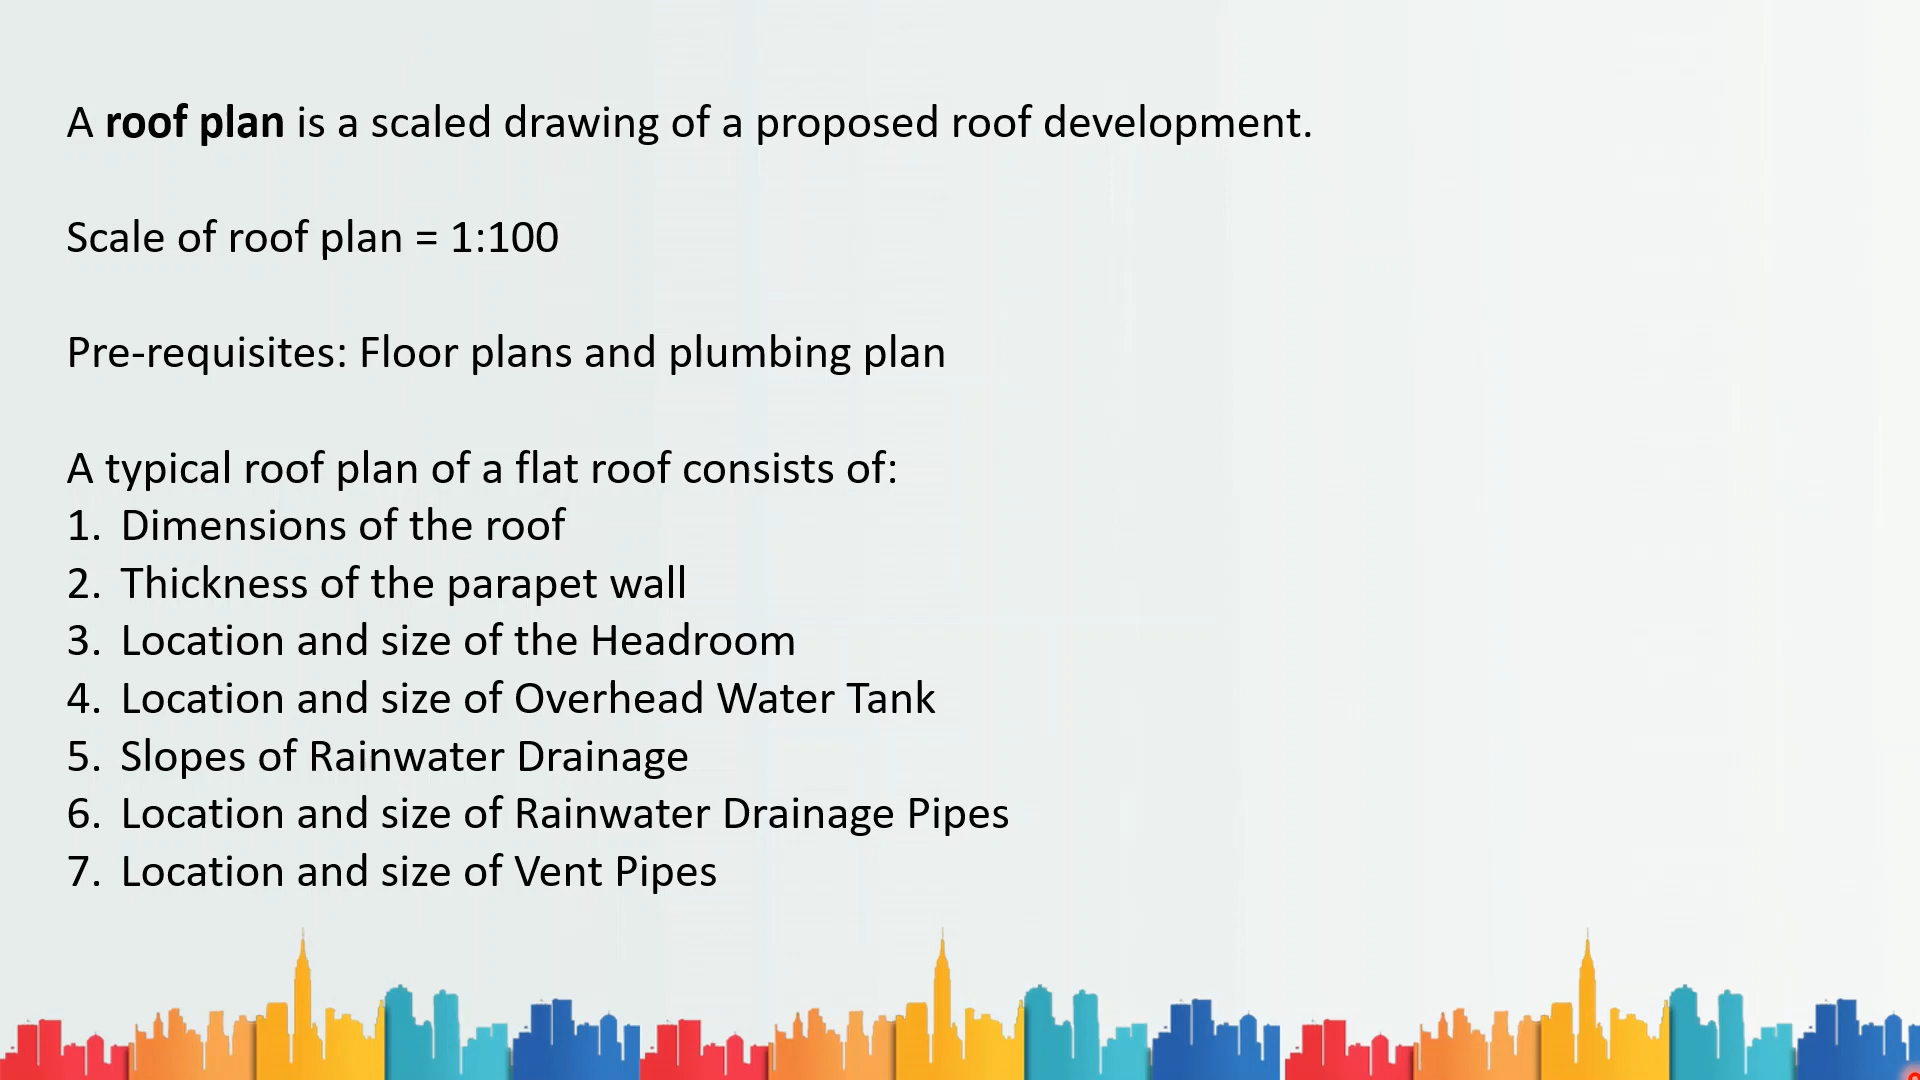 A roof plan is a scaled drawing of a proposed roof development.
Scale of roof plan = 1:100
Pre-requisites: Floor plans and plumbing plan
A typical roof plan of a flat roof consists of:
1. Dimensions of the roof
2. Thickness of the parapet wall
3. Location and size of the Headroom
4. Location and size of Overhead Water Tank
5. Slopes of Rainwater Drainage
6. Location and size of Rainwater Drainage Pipes
7. Location and size of Vent Pipes